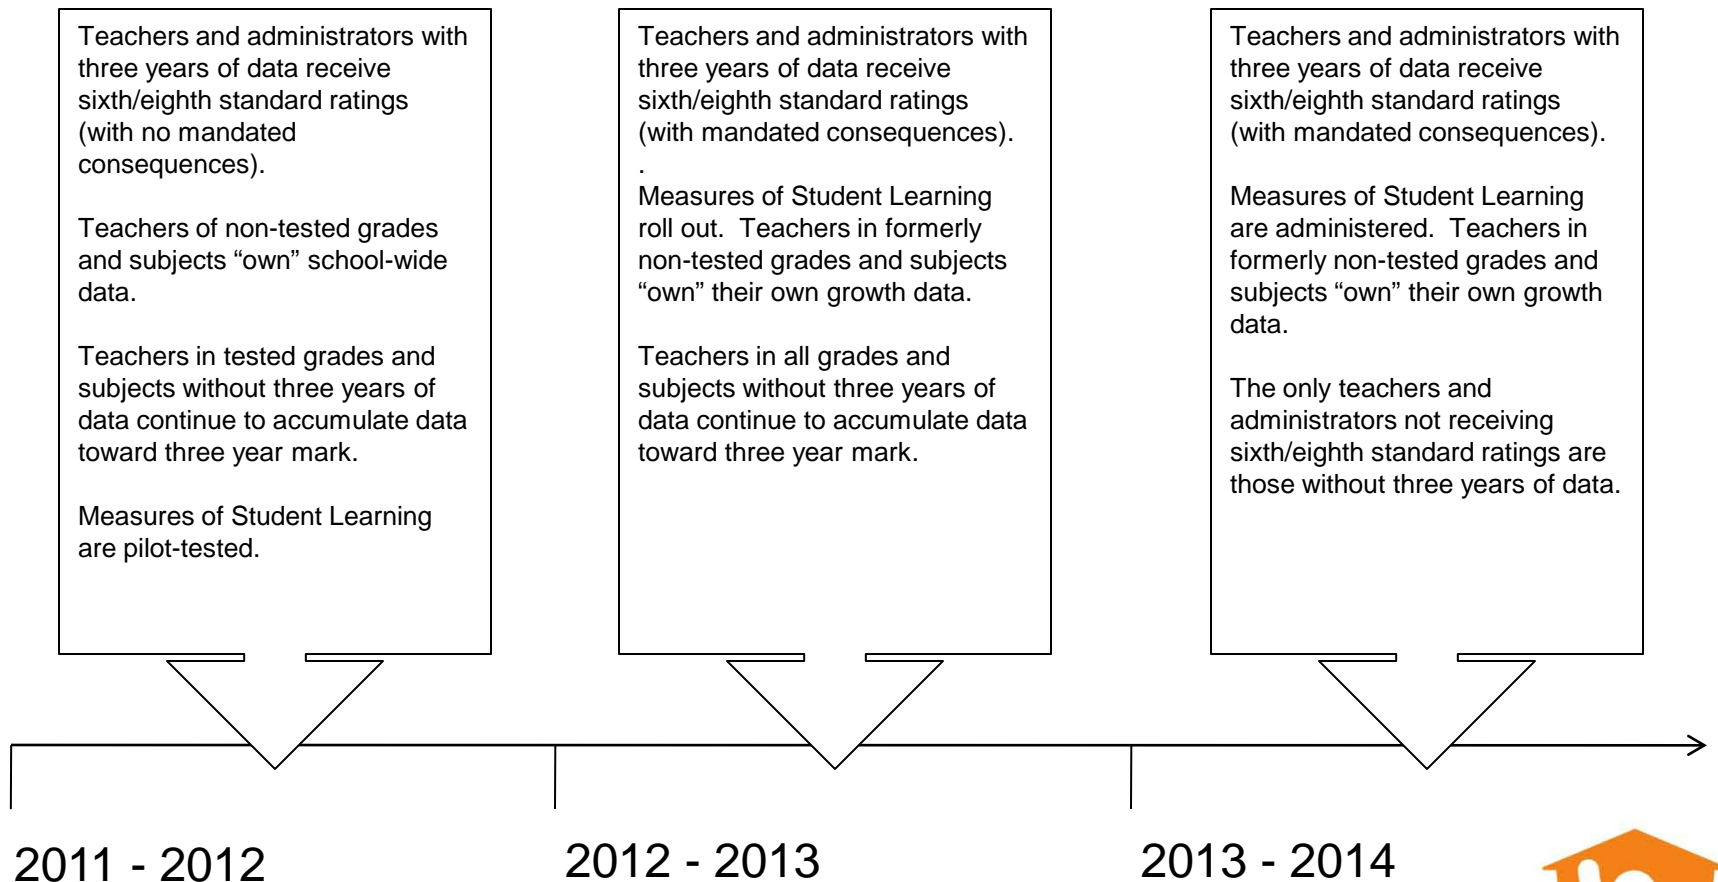 Teachers and administrators with
three years of data receive
sixth/eighth standard ratings
(with no mandated
consequences).
Teachers of non-tested grades
and subjects “own” school-wide
data.
Teachers in tested grades and
subjects without three years of
data continue to accumulate data
toward three year mark.
Measures of Student Learning
are pilot-tested.
Teachers and administrators with
three years of data receive
sixth/eighth standard ratings
(with mandated consequences).
.
Measures of Student Learning
roll out.  Teachers in formerly
non-tested grades and subjects
“own” their own growth data.
Teachers in all grades and
subjects without three years of
data continue to accumulate data
toward three year mark.
Teachers and administrators with
three years of data receive
sixth/eighth standard ratings
(with mandated consequences).
Measures of Student Learning
are administered.  Teachers in
formerly non-tested grades and
subjects “own” their own growth
data.
The only teachers and
administrators not receiving
sixth/eighth standard ratings are
those without three years of data.
2011 - 2012
2012 - 2013
2013 - 2014